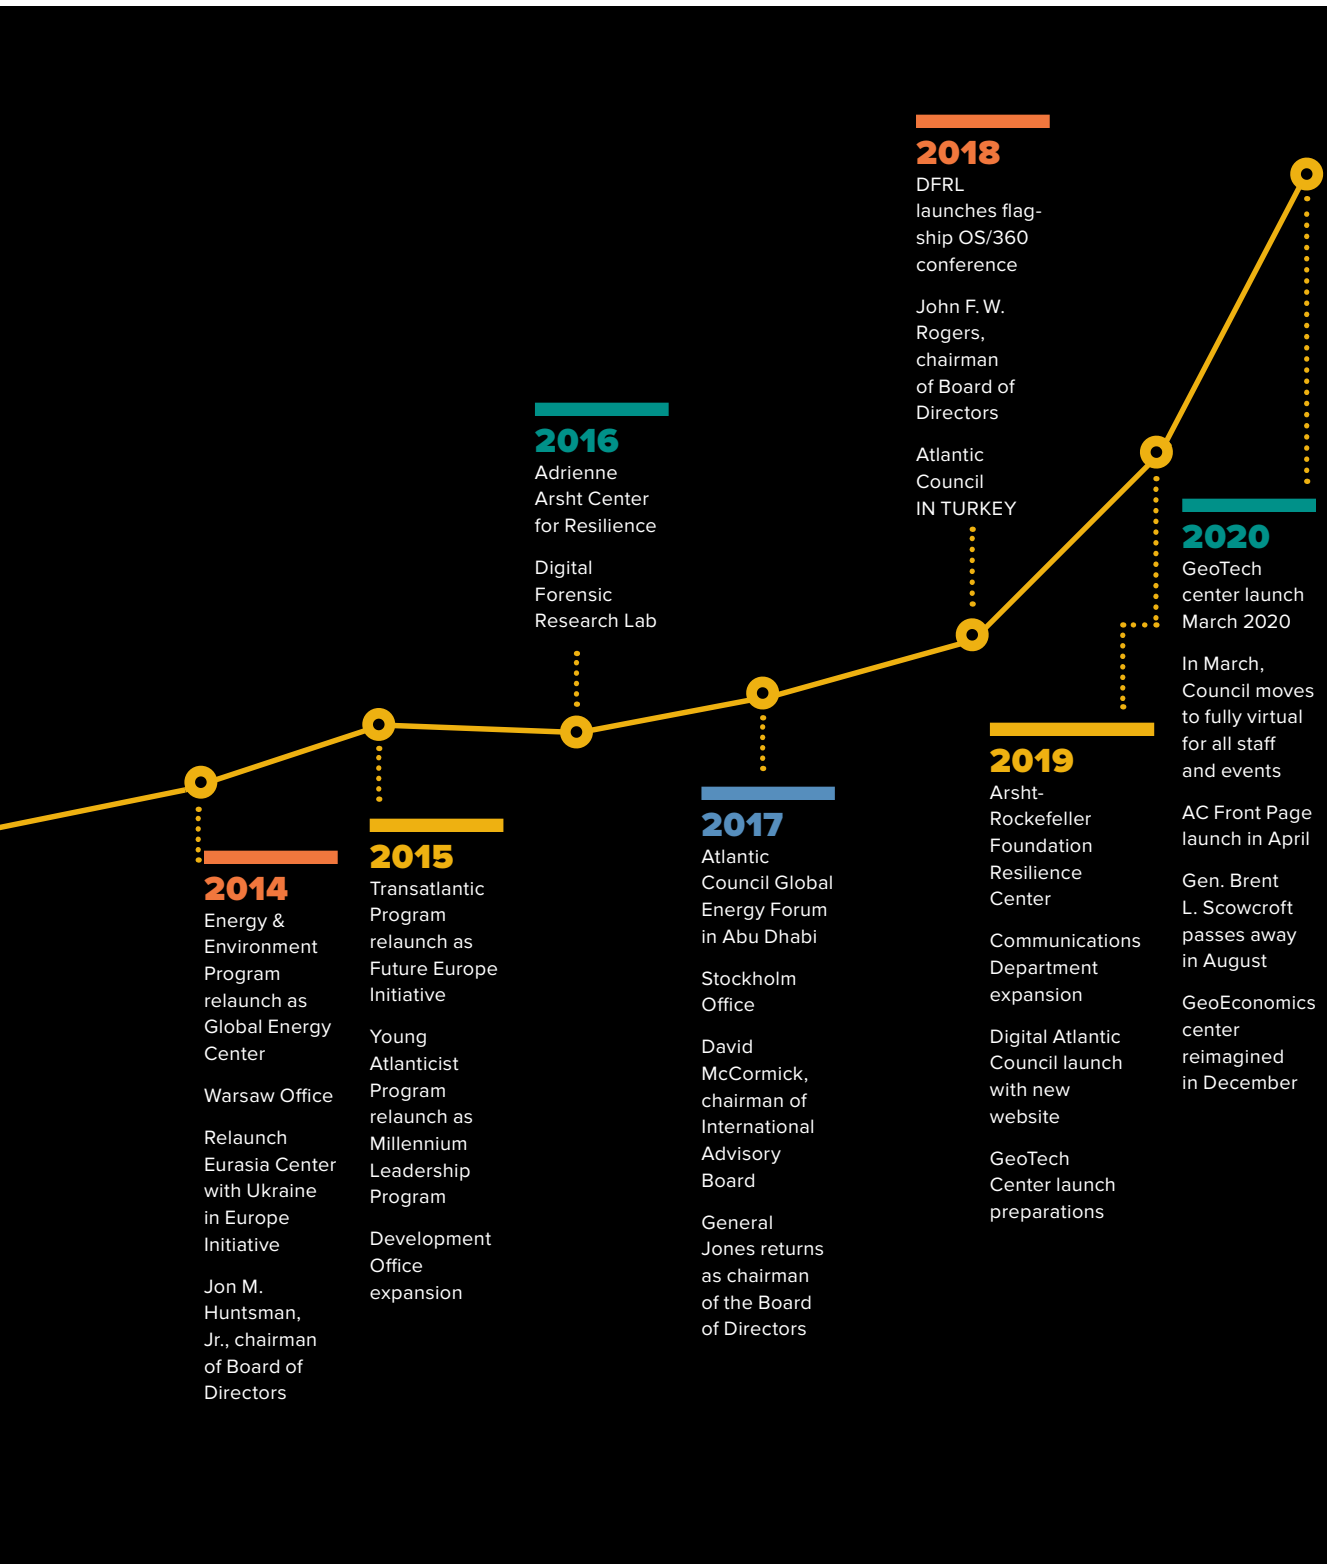 2014
Energy &
Environment
Program
relaunch as
Global Energy
Center
Warsaw Office
Relaunch
Eurasia Center
with Ukraine
in Europe
Initiative
Jon M.
Huntsman,
Jr., chairman
of Board of
Directors
2015
Transatlantic
Program
relaunch as
Future Europe
Initiative
Young
Atlanticist
Program
relaunch as
Millennium
Leadership
Program
Development
Office
expansion
2016
Adrienne
Arsht Center
for Resilience
Digital
Forensic
Research Lab
2017
Atlantic
Council Global
Energy Forum
in Abu Dhabi
Stockholm
Office
David
McCormick,
chairman of
International
Advisory
Board
General
Jones returns
as chairman
of the Board
of Directors
2018
DFRL
launches flag-
ship OS/360
conference
John F. W.
Rogers,
chairman
of Board of
Directors
Atlantic
Council
IN TURKEY
2019
Arsht-
Rockefeller
Foundation
Resilience
Center
Communications
Department
expansion
Digital Atlantic
Council launch
with new
website
GeoTech
Center launch
preparations
2020
GeoTech
center launch
March 2020
In March,
Council moves
to fully virtual
for all staff
and events
AC Front Page
launch in April
Gen. Brent
L. Scowcroft
passes away
in August
GeoEconomics
center
reimagined
in December